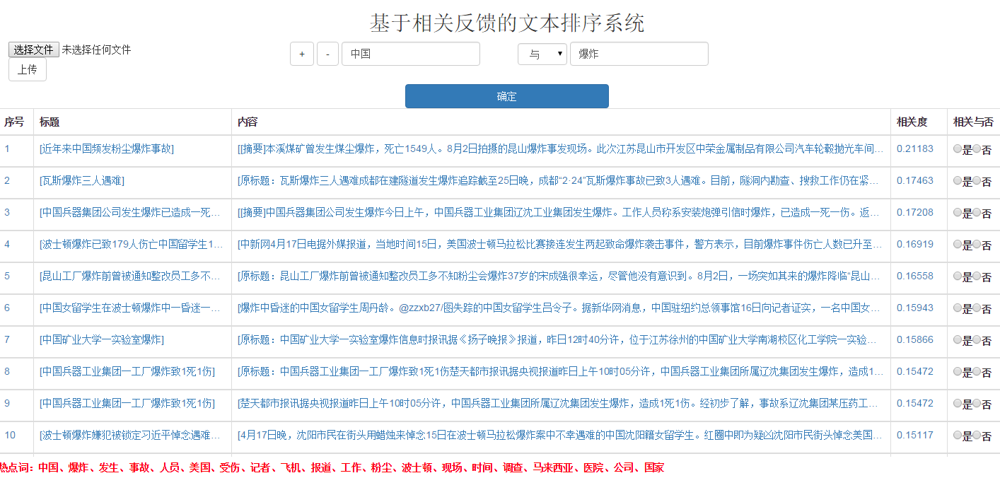 基于相关反馈的文本排序系统
选择文件 未选择任何文件 + - 中国 与 爆炸
上传
确定
序号 标题 内容 相关度 相关与否
1 [近年来中国频发粉尘爆炸事故] [[摘要]本溪煤矿曾发生煤尘爆炸，死亡1549人。8月2日拍摄的昆山爆炸事发现场。此次江苏昆山市开发区中荣金属制品有限公司汽车轮毂抛光车间... 0.21183 是否
2 [瓦斯爆炸三人遇难] [原标题：瓦斯爆炸三人遇难成都在建隧道发生爆炸追踪截至25日晚，成都“2·24”瓦斯爆炸事故已致3人遇难。目前，隧洞内勘查、搜救工作仍在紧... 0.17463 是否
3 [中国兵器集团公司发生爆炸已造成一死... [[摘要]中国兵器集团公司发生爆炸今日上午，中国兵器工业集团辽沈工业集团发生爆炸。工作人员称系安装炮弹引信时爆炸，已造成一死一伤。返... 0.17208 是否
4 [波士顿爆炸已致179人伤亡中国留学生1... [中新网4月17日电据外媒报道，当地时间15日，美国波士顿马拉松比赛接连发生两起致命爆炸袭击事件，警方表示，目前爆炸事件伤亡人数已升至... 0.16919 是否
5 [昆山工厂爆炸前曾被通知整改员工多不... [原标题：昆山工厂爆炸前曾被通知整改员工多不知粉尘会爆炸37岁的宋成强很幸运，尽管他没有意识到。8月2日，一场突如其来的爆炸降临“昆山... 0.16558 是否
6 [中国女留学生在波士顿爆炸中一昏迷一... [爆炸中昏迷的中国女留学生周丹龄。@zzxb27/图失踪的中国女留学生吕令子。据新华网消息，中国驻纽约总领事馆16日向记者证实，一名中国女... 0.15943 是否
7 [中国矿业大学一实验室爆炸] [原标题：中国矿业大学一实验室爆炸信息时报讯据《扬子晚报》报道，昨日12时40分许，位于江苏徐州的中国矿业大学南湖校区化工学院一实验... 0.15866 是否
8 [中国兵器工业集团一工厂爆炸致1死1伤] [原标题：中国兵器工业集团一工厂爆炸致1死1伤楚天都市报讯据央视报道昨日上午10时05分许，中国兵器工业集团所属辽沈集团发生爆炸，造成1... 0.15472 是否
9 [中国兵器工业集团一工厂爆炸致1死1伤] [楚天都市报讯据央视报道昨日上午10时05分许，中国兵器工业集团所属辽沈集团发生爆炸，造成1死1伤。经初步了解，事故系辽沈集团某压药工... 0.15472 是否
10 [波士顿爆炸嫌犯被锁定习近平悼念遇难... [4月17日晚，沈阳市民在街头用蜡烛来悼念15日在波士顿马拉松爆炸案中不幸遇难的中国沈阳籍女留学生。红圈中即为疑凶沈阳市民街头悼念美国... 0.15117 是否
热点词：中国、爆炸、发生、事故、人员、美国、受伤、记者、飞机、报道、工作、粉尘、波士顿、现场、时间、调查、马来西亚、医院、公司、国家